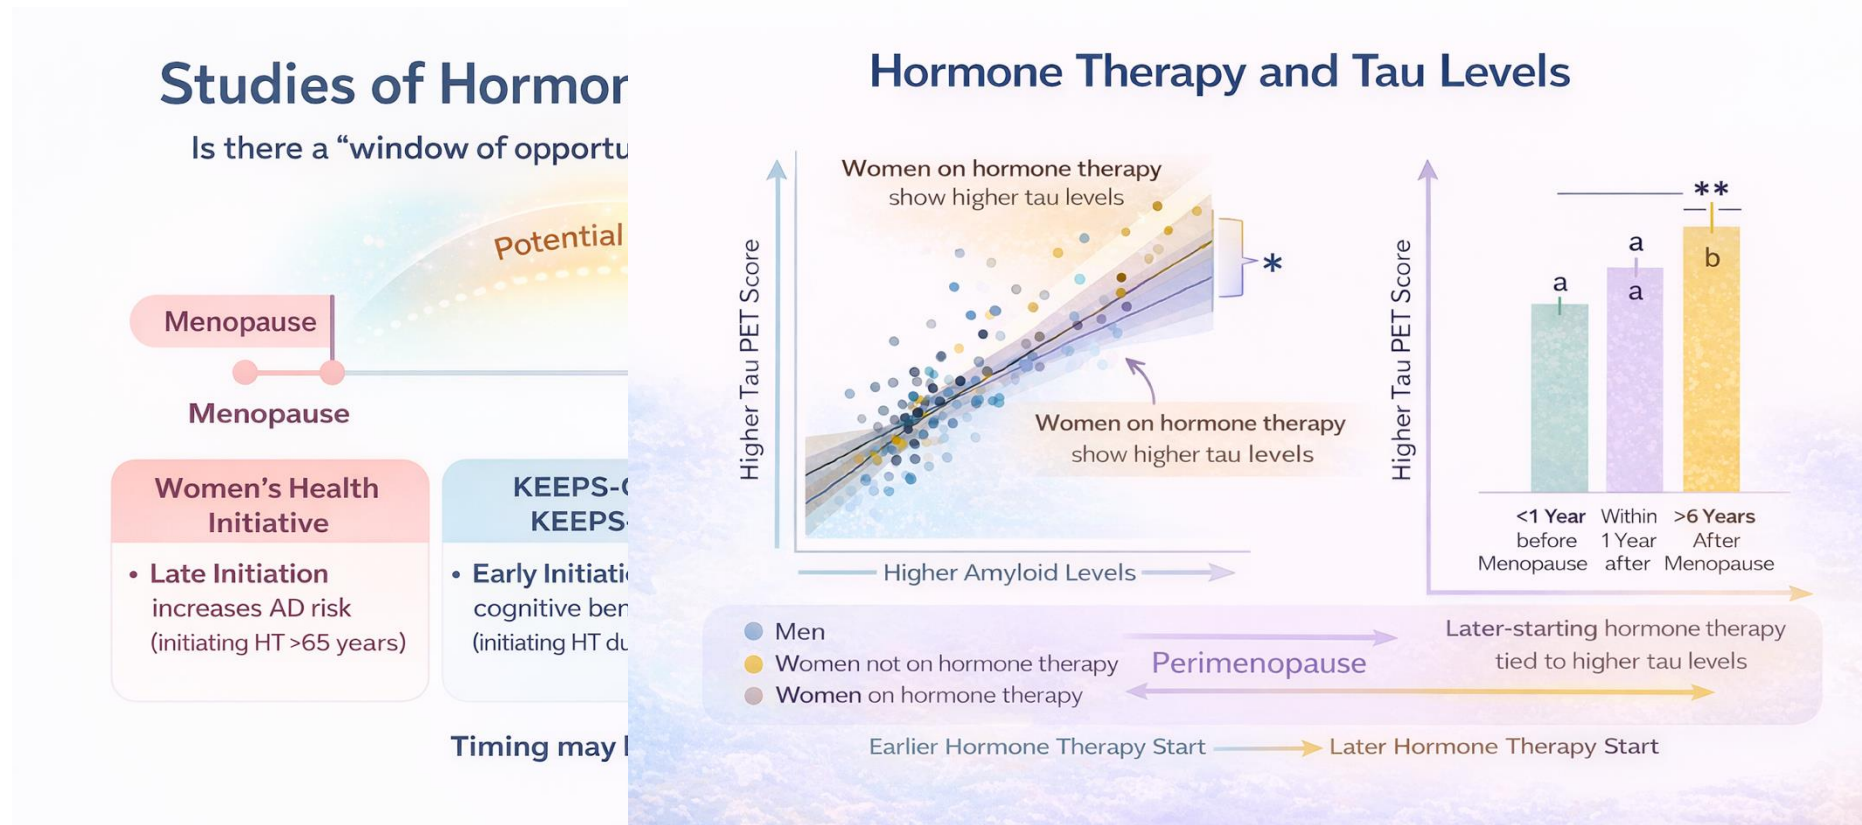 Studies of Hormon
Is there a “window of opportu
Potential
Menopause
Menopause
Women’s Health
Initiative
• Late Initiation
increases AD risk
(initiating HT >65 years)
KEEPS-
KEEPS-
• Early Initiati
cognitive ben
(initiating HT du
Timing may
Hormone Therapy and Tau Levels
Higher Tau PET Score
Women on hormone therapy
show higher tau levels
*
Women on hormone therapy
show higher tau levels
Higher Amyloid Levels
Higher Tau PET Score
**
a
a
a
b
<1 Year
before
Menopause
Within
1 Year
after
>6 Years
After
Menopause
Men
Women not on hormone therapy
Women on hormone therapy
Perimenopause
Later-starting hormone therapy
tied to higher tau levels
Earlier Hormone Therapy Start
Later Hormone Therapy Start